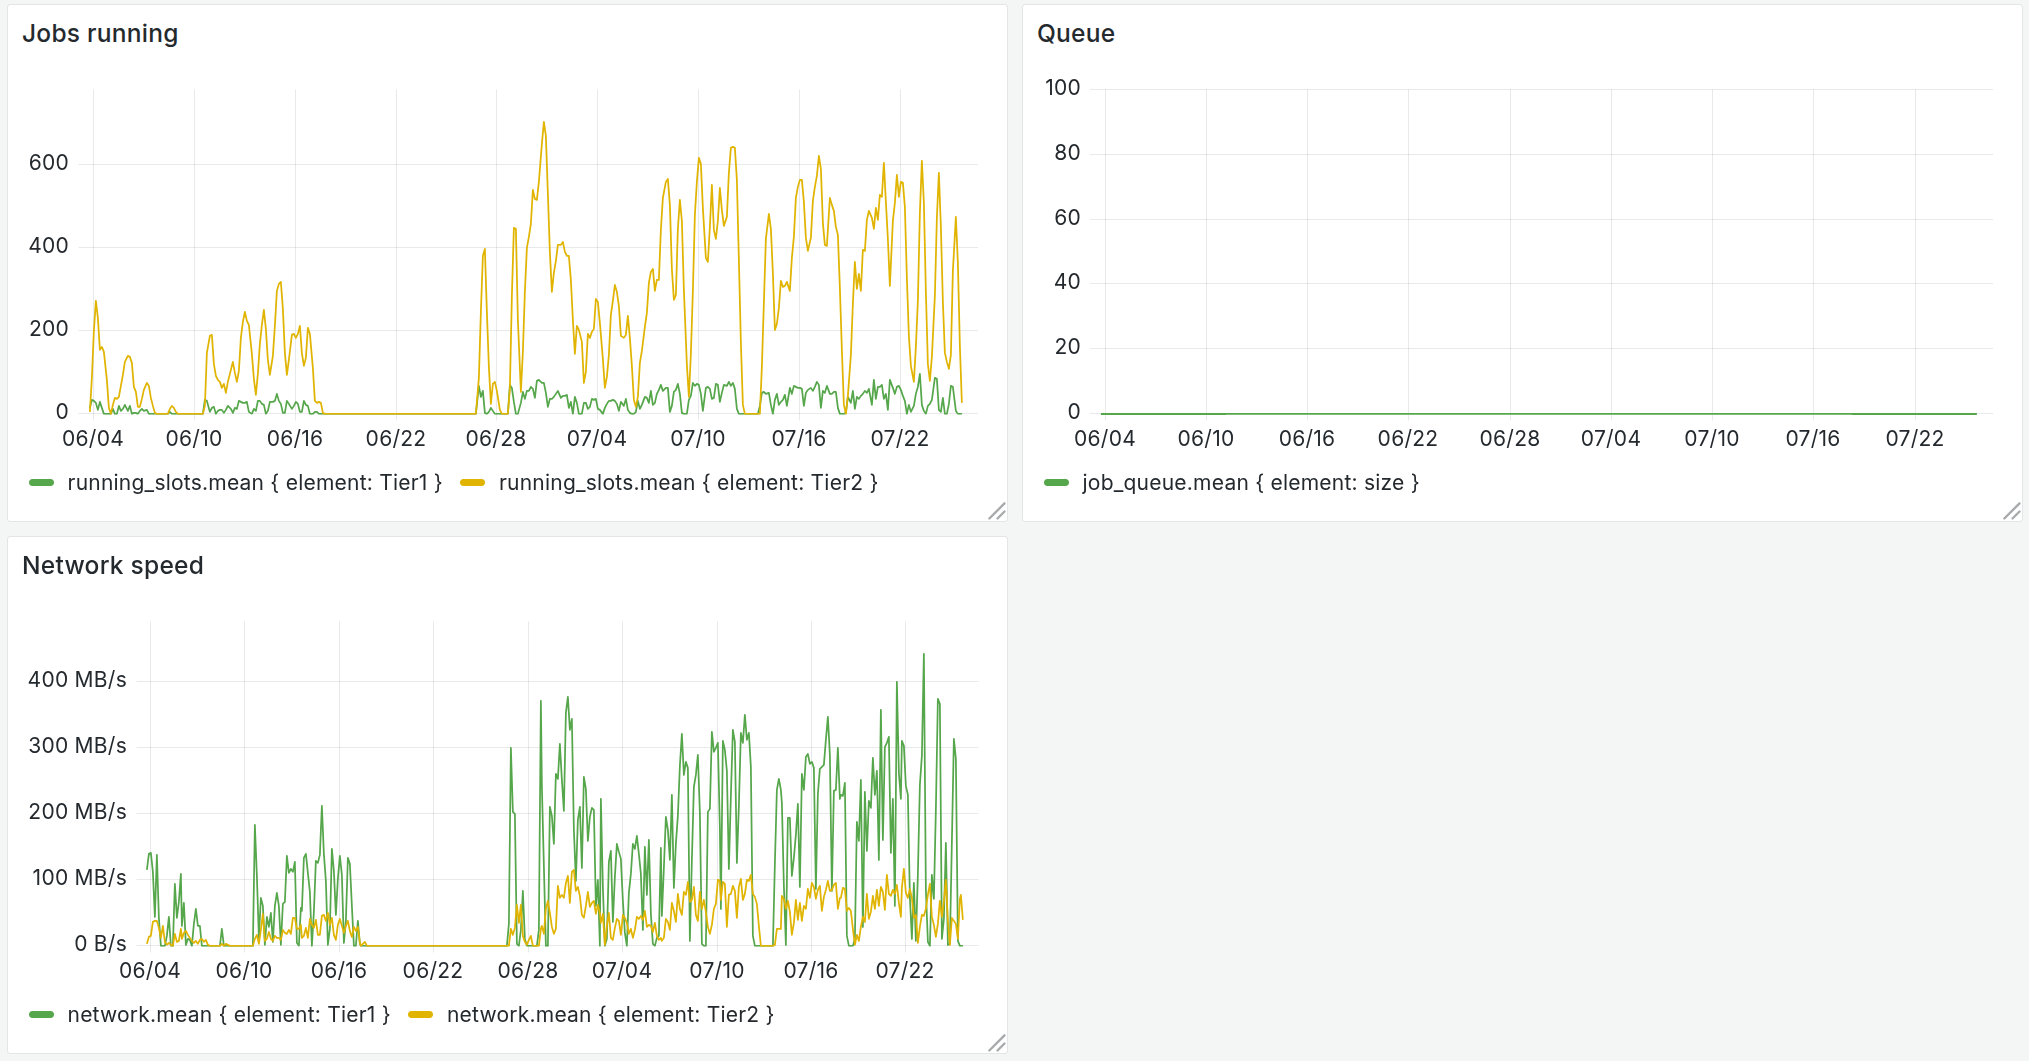 Jobs running
600
400
200
0
06/04 06/10 06/16 06/22 06/28 07/04 07/10 07/16 07/22
running_slots.mean { element: Tier1 } running_slots.mean { element: Tier2 }
Queue
100
80
60
40
20
0
06/04 06/10 06/16 06/22 06/28 07/04 07/10 07/16 07/22
job_queue.mean { element: size }
Network speed
400 MB/s
300 MB/s
200 MB/s
100 MB/s
0 B/s
06/04 06/10 06/16 06/22 06/28 07/04 07/10 07/16 07/22
network.mean { element: Tier1 } network.mean { element: Tier2 }